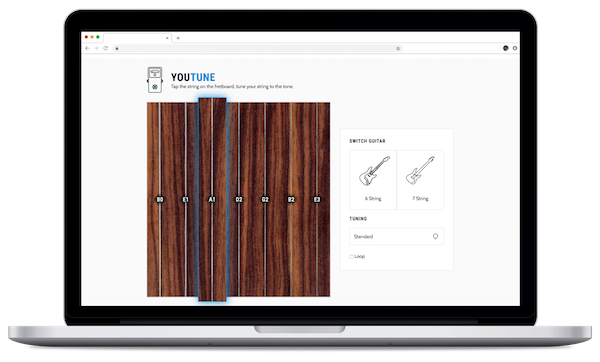 YOUTUNE
Tap the string on the fretboard, tune your string to the tone.
B0 E1 A1 D2 G2 B2 E3
SWITCH GUITAR
6 String 7 String
TUNING
Standard
Loop